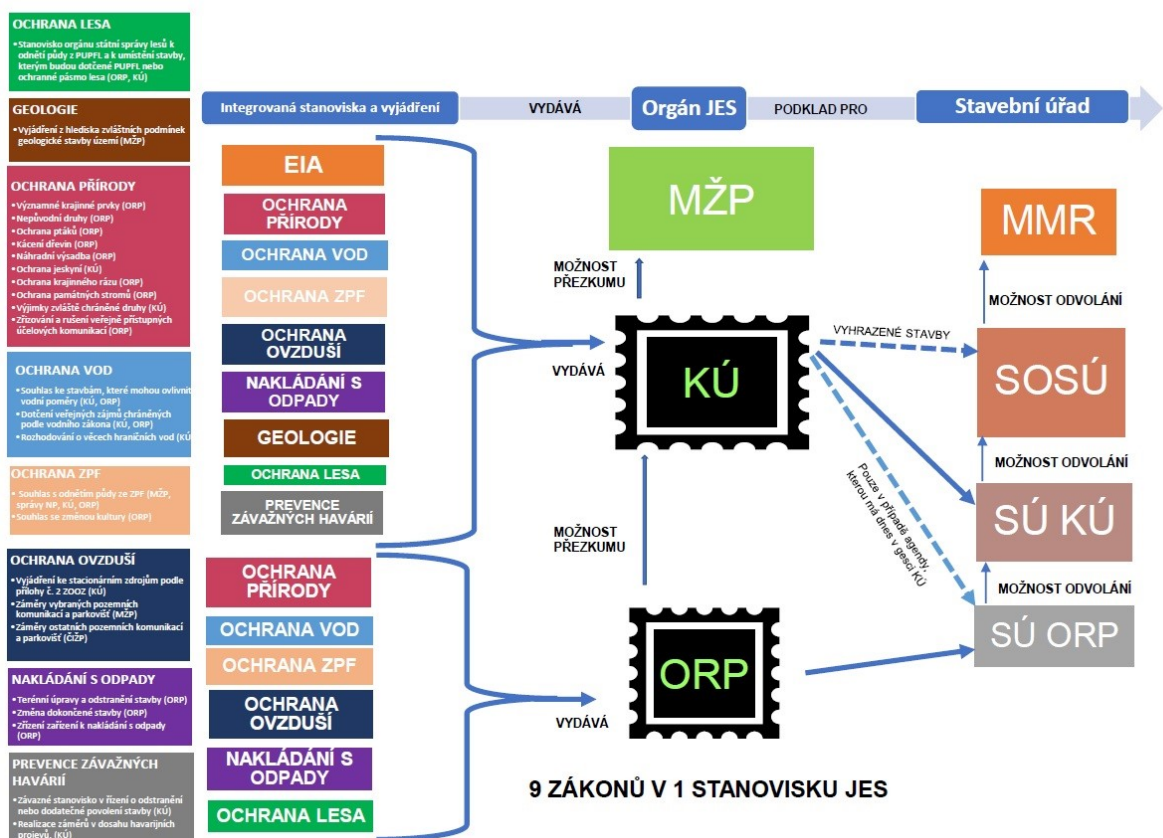 OCHRANA LESA
• Stanovisko orgánu státní správy lesů k
odnětí půdy z PUPFL a k umístění stavby,
kterým budou dotčené PUPFL nebo
ochranné pásmo lesa (ORP, KÚ)
GEOLOGIE
• Vyjádření z hlediska zvláštních podmínek
geologické stavby území (MŽP)
OCHRANA PŘÍRODY
• Významné krajinné prvky (ORP)
• Nepůvodní druhy (ORP)
• Ochrana ptáků (ORP)
• Kácení dřevin (ORP)
• Náhradní výsadba (ORP)
• Ochrana jeskyní (KÚ)
• Ochrana krajinného rázu (ORP)
• Ochrana památných stromů (ORP)
• Výjimky zvláště chráněné druhy (KÚ)
• Zřizování a rušení veřejně přístupných
účelových komunikací (ORP)
OCHRANA VOD
• Souhlas ke stavbám, které mohou ovlivnit
vodní poměry (KÚ, ORP)
• Dotčení veřejných zájmů chráněných
podle vodního zákona (KÚ, ORP)
• Rozhodování o věcech hraničních vod (KÚ
OCHRANA ZPF
• Souhlas s odnětím půdy ze ZPF (MŽP,
správy NP, KÚ, ORP)
• Souhlas se změnou kultury (ORP)
OCHRANA OVZDUŠÍ
• Vyjádření ke stacionárním zdrojům podle
přílohy č. 2 ZOOZ (KÚ)
• Záměry vybraných pozemních
komunikací a parkovišť (MŽP)
• Záměry ostatních pozemních komunikací
a parkovišť (ČIŽP)
NAKLÁDÁNÍ S ODPADY
• Terénní úpravy a odstranění stavby (ORP)
• Změna dokončené stavby (ORP)
• Zřízení zařízení k nakládání s odpady
(ORP)
PREVENCE ZÁVAŽNÝCH
HAVÁRIÍ
• Závazné stanovisko v řízení o odstranění
nebo dodatečné povolení stavby (KÚ)
• Realizace záměrů v dosahu havarijních
projevů. (KÚ)
Integrovaná stanoviska a vyjádření
VYDÁVÁ
Orgán JES
PODKLAD PRO
Stavební úřad
EIA
OCHRANA
PŘÍRODY
OCHRANA VOD
OCHRANA ZPF
OCHRANA
OVZDUŠÍ
NAKLÁDÁNÍ S
ODPADY
GEOLOGIE
OCHRANA LESA
PREVENCE
ZÁVAŽNÝCH HAVÁRIÍ
OCHRANA
PŘÍRODY
OCHRANA VOD
OCHRANA ZPF
OCHRANA
OVZDUŠÍ
NAKLÁDÁNÍ S
ODPADY
OCHRANA LESA
MŽP
MOŽNOST
PŘEZKUMU
VYDÁVÁ
KÚ
MOŽNOST
PŘEZKUMU
ORP
VYDÁVÁ
VYHRAZENÉ STAVBY
Pouze v případě agendy,
kterou má dnes v gesci KÚ
MMR
MOŽNOST ODVOLÁNÍ
SOSÚ
MOŽNOST ODVOLÁNÍ
SÚ KÚ
MOŽNOST ODVOLÁNÍ
SÚ ORP
9 ZÁKONŮ V 1 STANOVISKU JES